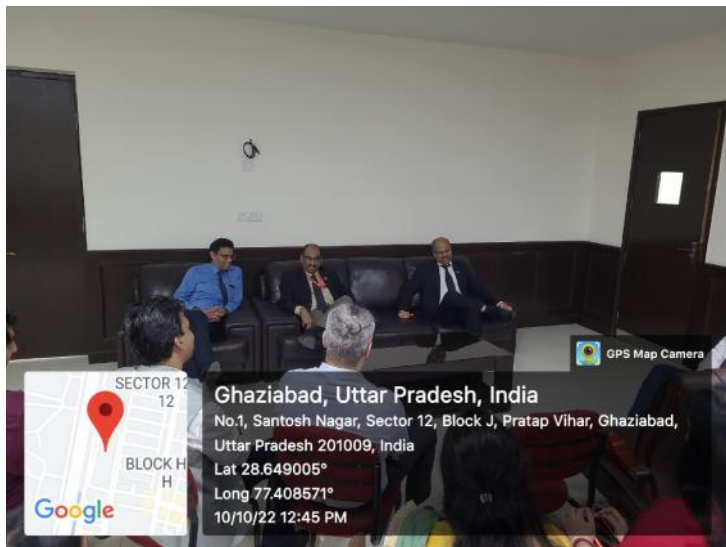 GPS Map Camera
SECTOR 12
12
BLOCK H
H
Google
Ghaziabad, Uttar Pradesh, India
No.1, Santosh Nagar, Sector 12, Block J, Pratap Vihar, Ghaziabad,
Uttar Pradesh 201009, India
Lat 28.649005°
Long 77.408571°
10/10/22 12:45 PM